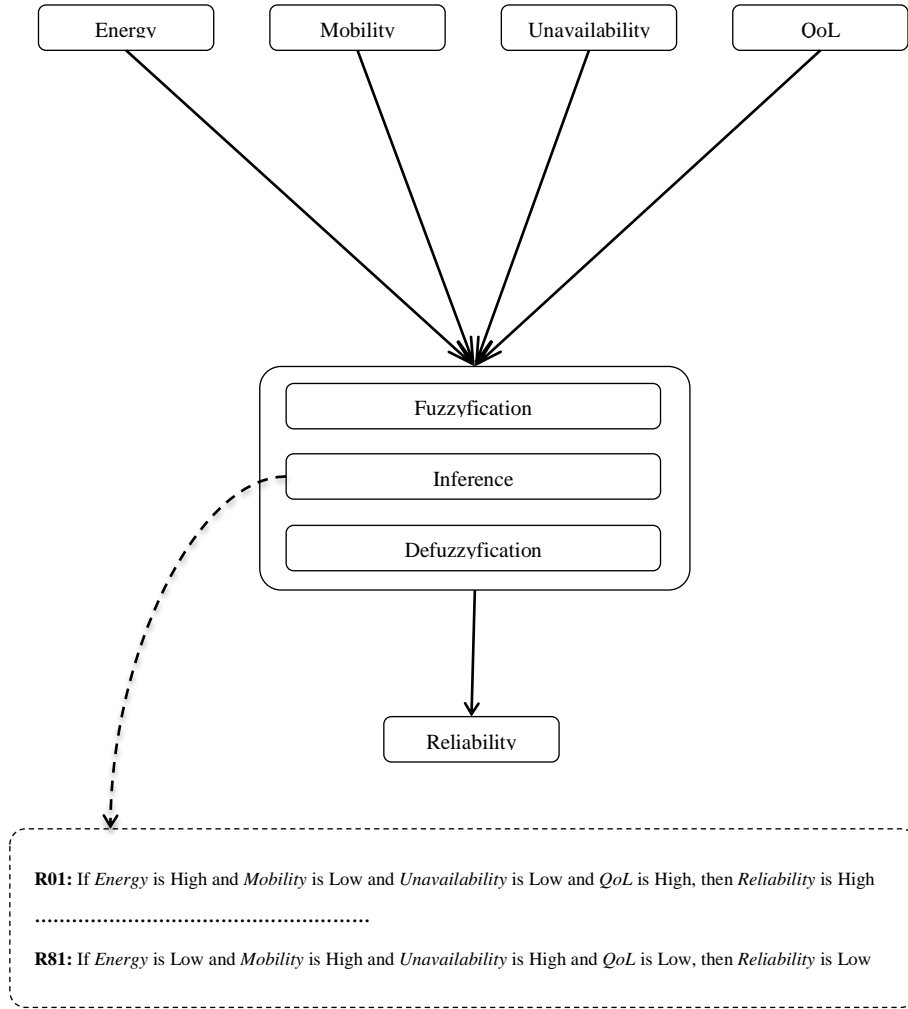 Energy
Mobility
Unavailability
QoL
Fuzzyfication
Inference
Defuzzyfication
Reliability
R01: If Energy is High and Mobility is Low and Unavailability is Low and QoL is High, then Reliability is High
………………………………………………
R81: If Energy is Low and Mobility is High and Unavailability is High and QoL is Low, then Reliability is Low